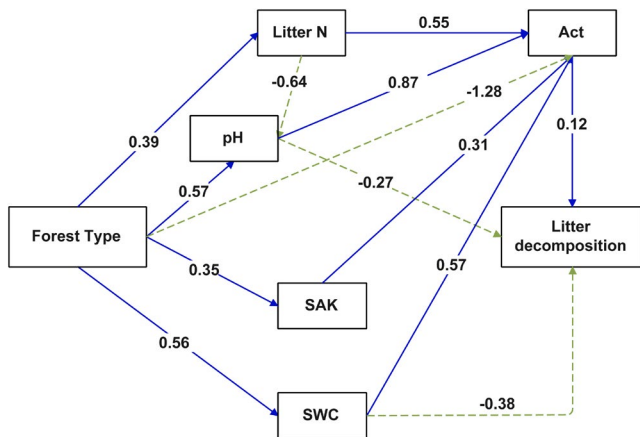 Litter N
0.55
Act
-0.64
0.87
-1.28
0.39
pH
0.31
0.12
0.57
-0.27
Forest Type
Litter
decomposition
0.35
0.57
SAK
0.56
SWC
-0.38